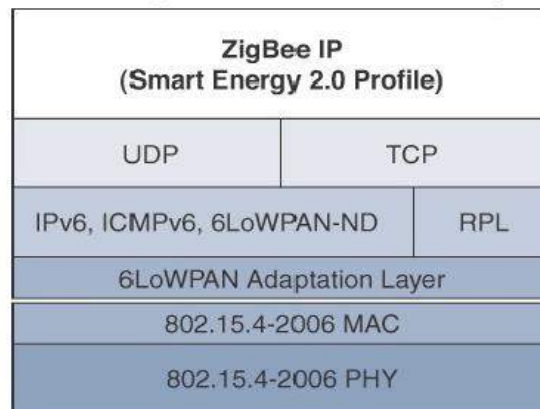 ZigBee IP
(Smart Energy 2.0 Profile)
UDP TCP
IPv6, ICMPv6, 6LoWPAN-ND RPL
6LoWPAN Adaptation Layer
802.15.4-2006 MAC
802.15.4-2006 PHY